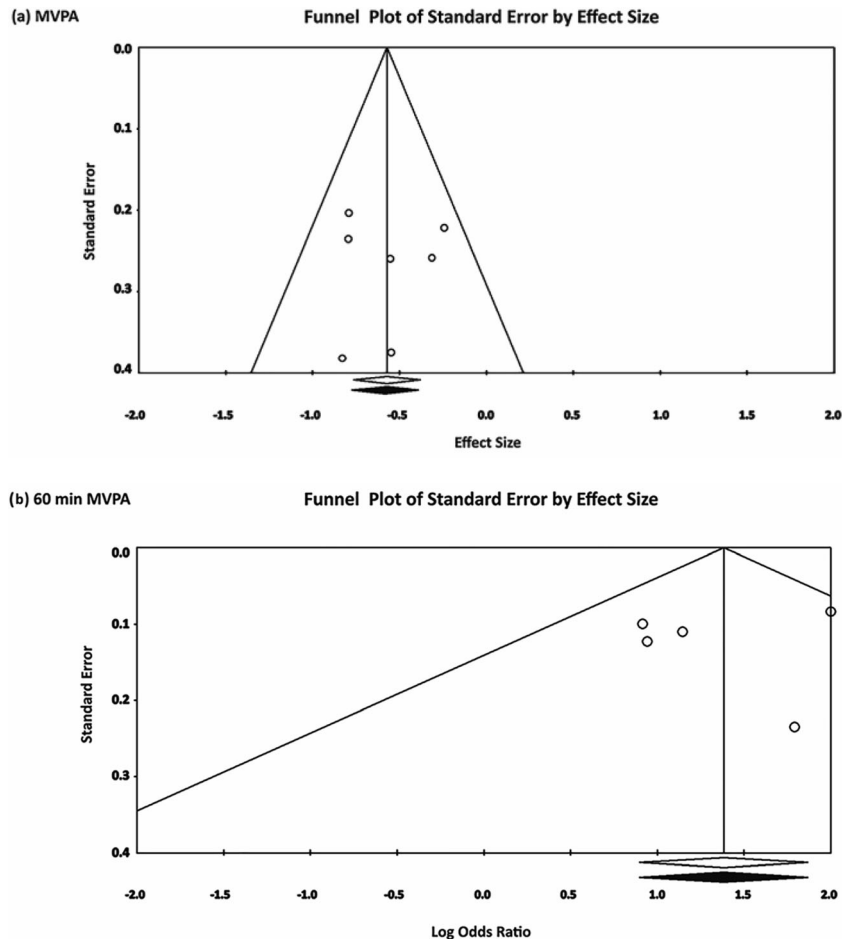 (a) MVPA
Funnel Plot of Standard Error by Effect Size
0.0
0.1
0.2
0.3
0.4
Standard Error
-2.0 -1.5 -1.0 -0.5 0.0 0.5 1.0 1.5 2.0
Effect Size
(b) 60 min MVPA
Funnel Plot of Standard Error by Effect Size
0.0
0.1
0.2
0.3
0.4
Standard Error
-2.0 -1.5 -1.0 -0.5 0.0 0.5 1.0 1.5 2.0
Log Odds Ratio